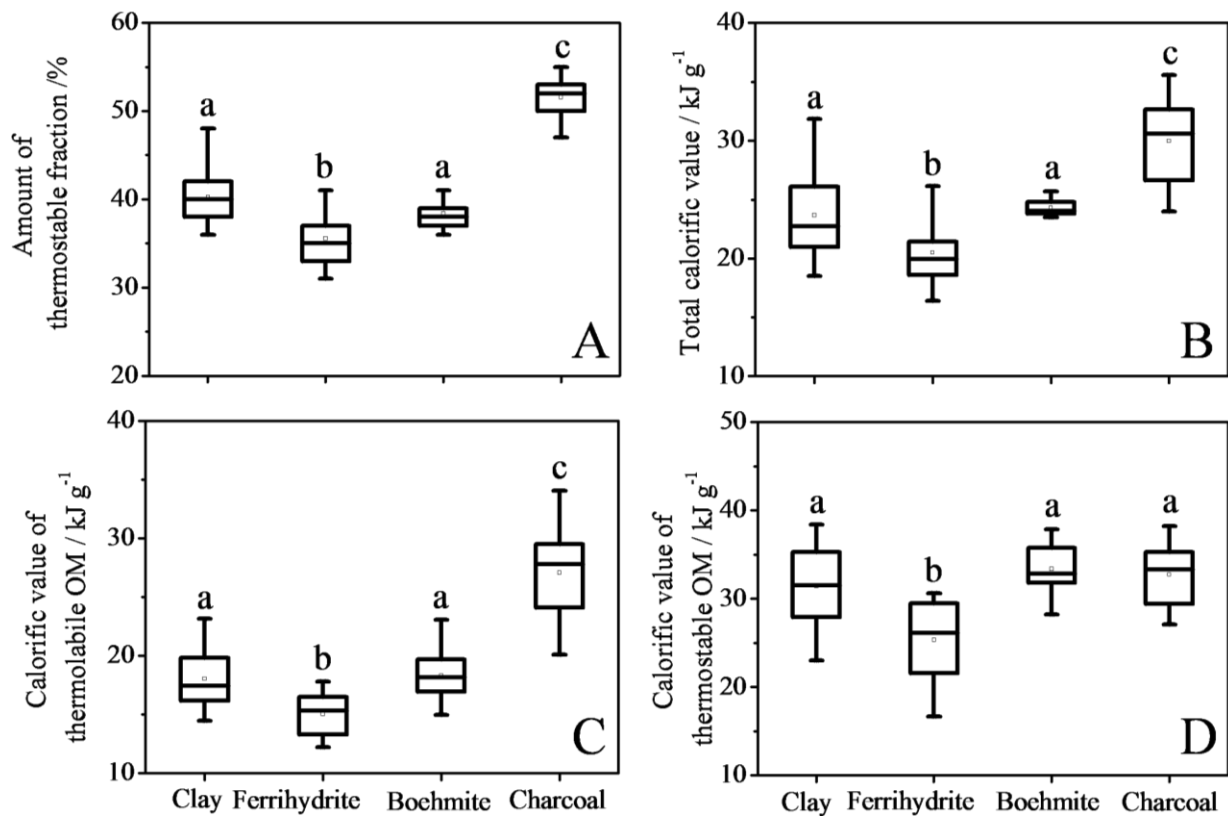 Amount of
thermostable fraction /%
60
50
40
30
20
a
b
a
c
A
Total calorific value / kJ g⁻¹
40
30
20
10
a
b
a
c
B
Calorific value of
thermolabile OM / kJ g⁻¹
40
30
20
10
a
b
a
c
C
Clay Ferrihydrite Boehmite Charcoal
Calorific value of
thermostable OM / kJ g⁻¹
50
40
30
20
10
a
b
a
a
D
Clay Ferrihydrite Boehmite Charcoal